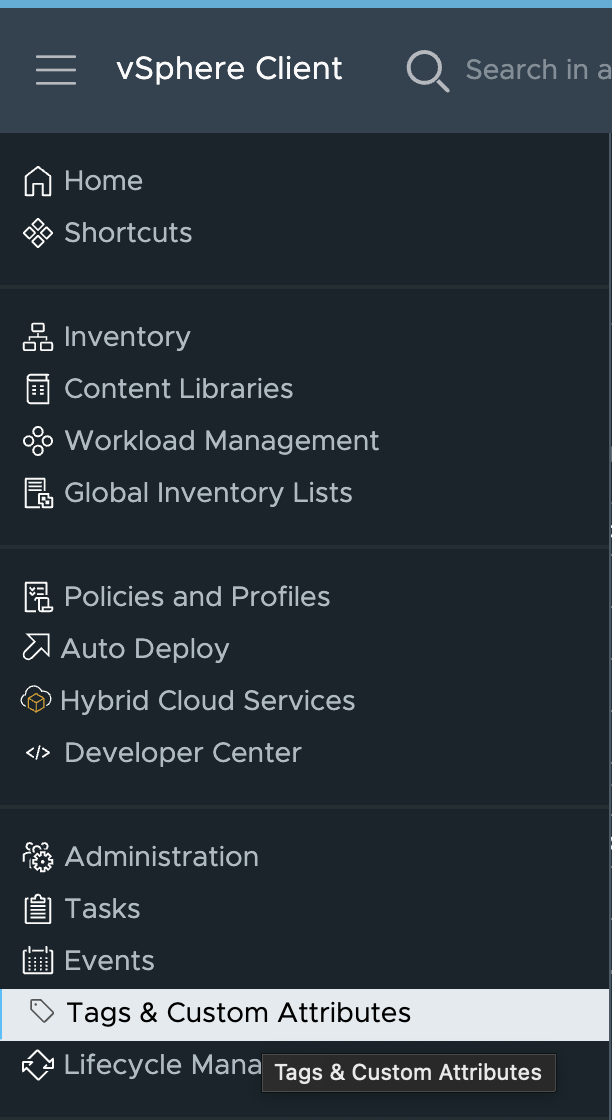 vSphere Client
Search in a
Home
Shortcuts
Inventory
Content Libraries
Workload Management
Global Inventory Lists
Policies and Profiles
Auto Deploy
Hybrid Cloud Services
</> Developer Center
Administration
Tasks
Events
Tags & Custom Attributes
Lifecycle Mana
Tags & Custom Attributes